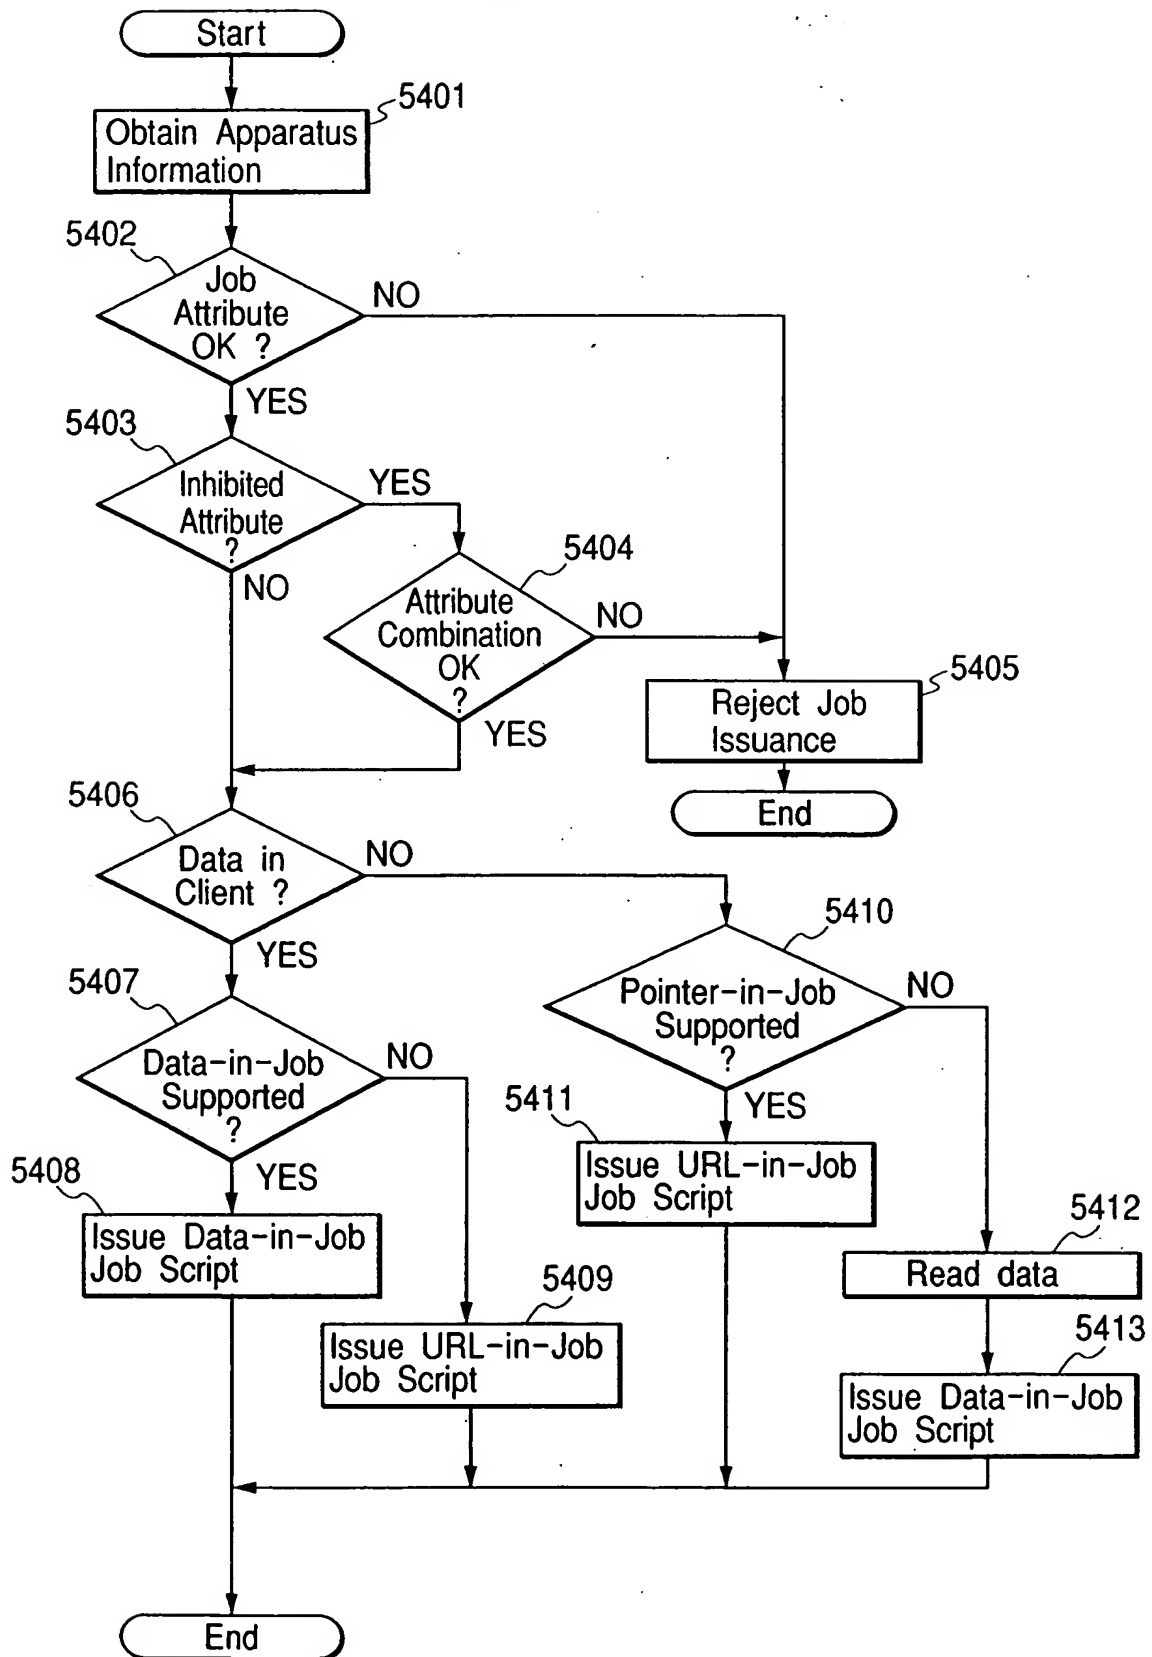 Start
5401
Obtain Apparatus
Information
5402
Job
Attribute
OK ?
NO
YES
5403
Inhibited
Attribute
?
YES
NO
5404
Attribute
Combination
OK
?
NO
YES
5405
Reject Job
Issuance
End
5406
Data in
Client ?
NO
YES
5407
Data-in-Job
Supported
?
NO
YES
5408
Issue Data-in-Job
Job Script
5409
Issue URL-in-Job
Job Script
5410
Pointer-in-Job
Supported
?
NO
YES
5411
Issue URL-in-Job
Job Script
5412
Read data
5413
Issue Data-in-Job
Job Script
End